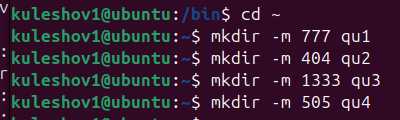 kuleshov1@ubuntu:/bin$ cd ~
kuleshov1@ubuntu:~$ mkdir -m 777 qu1
kuleshov1@ubuntu:~$ mkdir -m 404 qu2
kuleshov1@ubuntu:~$ mkdir -m 1333 qu3
kuleshov1@ubuntu:~$ mkdir -m 505 qu4